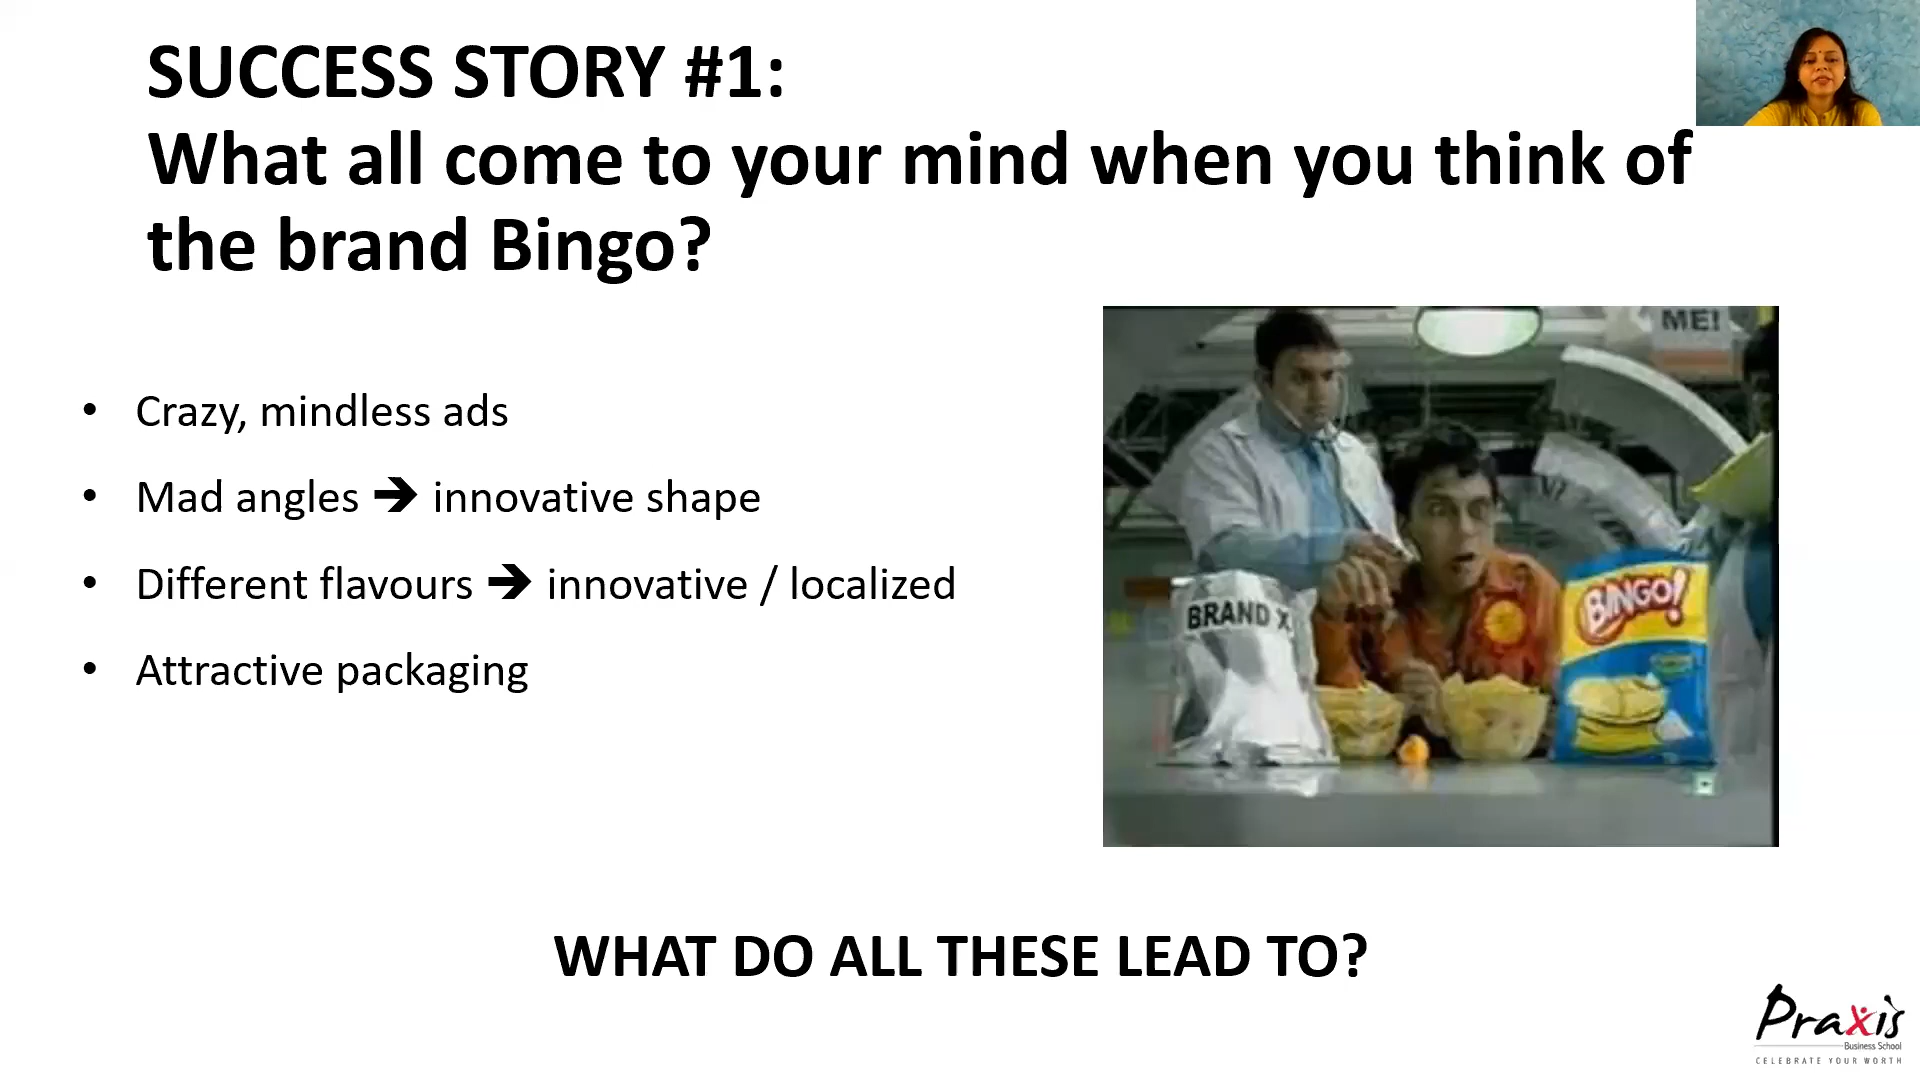 SUCCESS STORY #1:
What all come to your mind when you think of
the brand Bingo?
• Crazy, mindless ads
• Mad angles 🡺 innovative shape
• Different flavours 🡺 innovative / localized
• Attractive packaging
ME!
BRAND X
BINGO!
WHAT DO ALL THESE LEAD TO?
Praxis
Business School
CELEBRATE YOUR WORTH